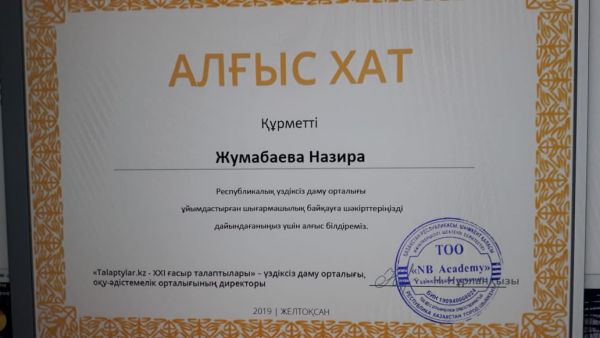 АЛҒЫС ХАТ
Құрметті
Жумабаева Назира
Республикалық үздіксіз даму орталығы
ұйымдастырған шығармашылық байқауға шәкірттеріңізді
дайындағаныңыз үшін алғыс білдіреміз.
ТОО
«NB Academy»
«Talaptylar.kz - XXI ғасыр талаптылары» – үздіксіз даму орталығы,
оқу-әдістемелік орталығының директоры
Н. Нұрланқызы
2019 | ЖЕЛТОҚСАН